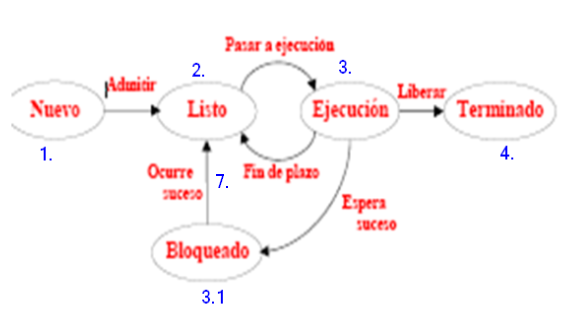 Pasar a ejecución
Admitir
2.
3.
Liberar
Nuevo
Listo
Ejecución
Terminado
1.
4.
Ocurre
suceso
7.
Fin de plazo
Espera
suceso
Bloqueado
3.1